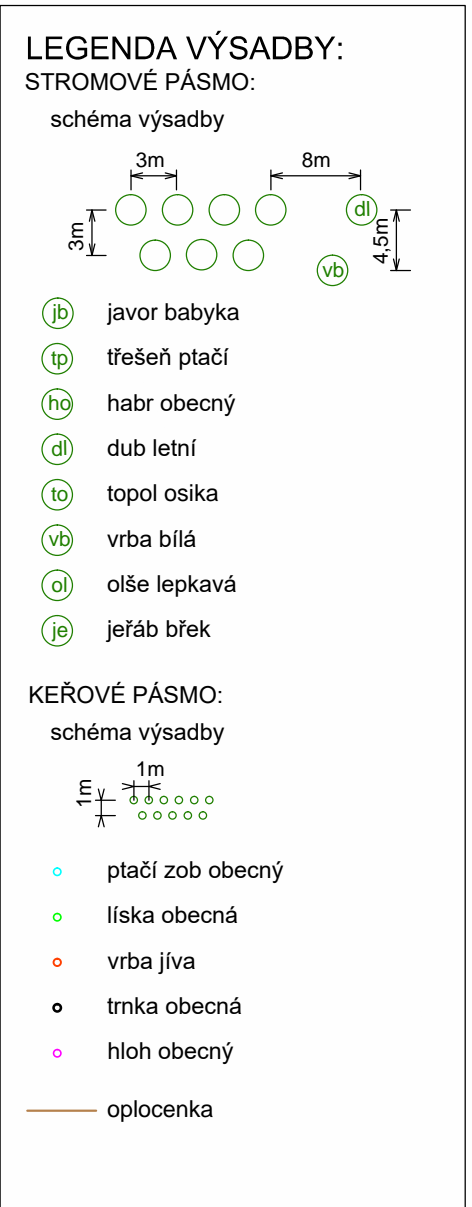 LEGENDA VÝSADBY:
STROMOVÉ PÁSMO:
schéma výsadby
3m 8m
3m dl 4,5m
vb
jb javor babyka
tp třešeň ptačí
ho habr obecný
dl dub letní
to topol osika
vb vrba bílá
ol olše lepkavá
je jeřáb břek
KEŘOVÉ PÁSMO:
schéma výsadby
1m
1m
ptačí zob obecný
líska obecná
vrba jíva
trnka obecná
hloh obecný
oplocenka